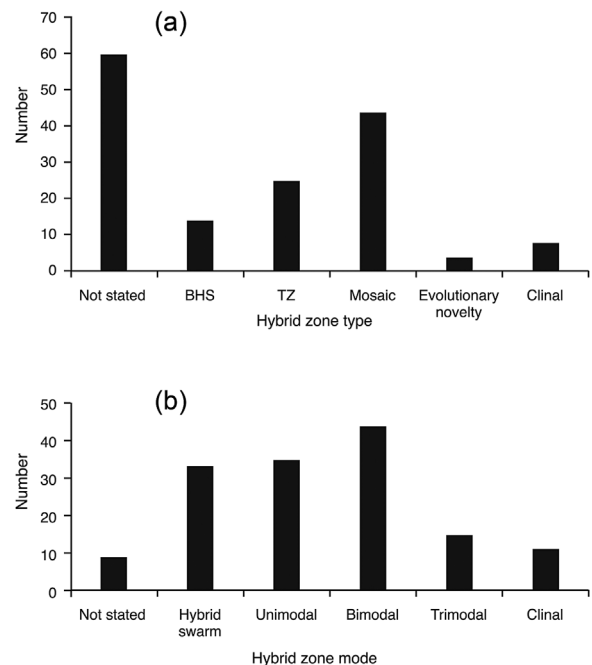 (a)
70
60
50
40
30
20
10
0
Number
Not stated BHS TZ Mosaic Evolutionary novelty Clinal
Hybrid zone type
(b)
50
40
30
20
10
0
Number
Not stated Hybrid swarm Unimodal Bimodal Trimodal Clinal
Hybrid zone mode